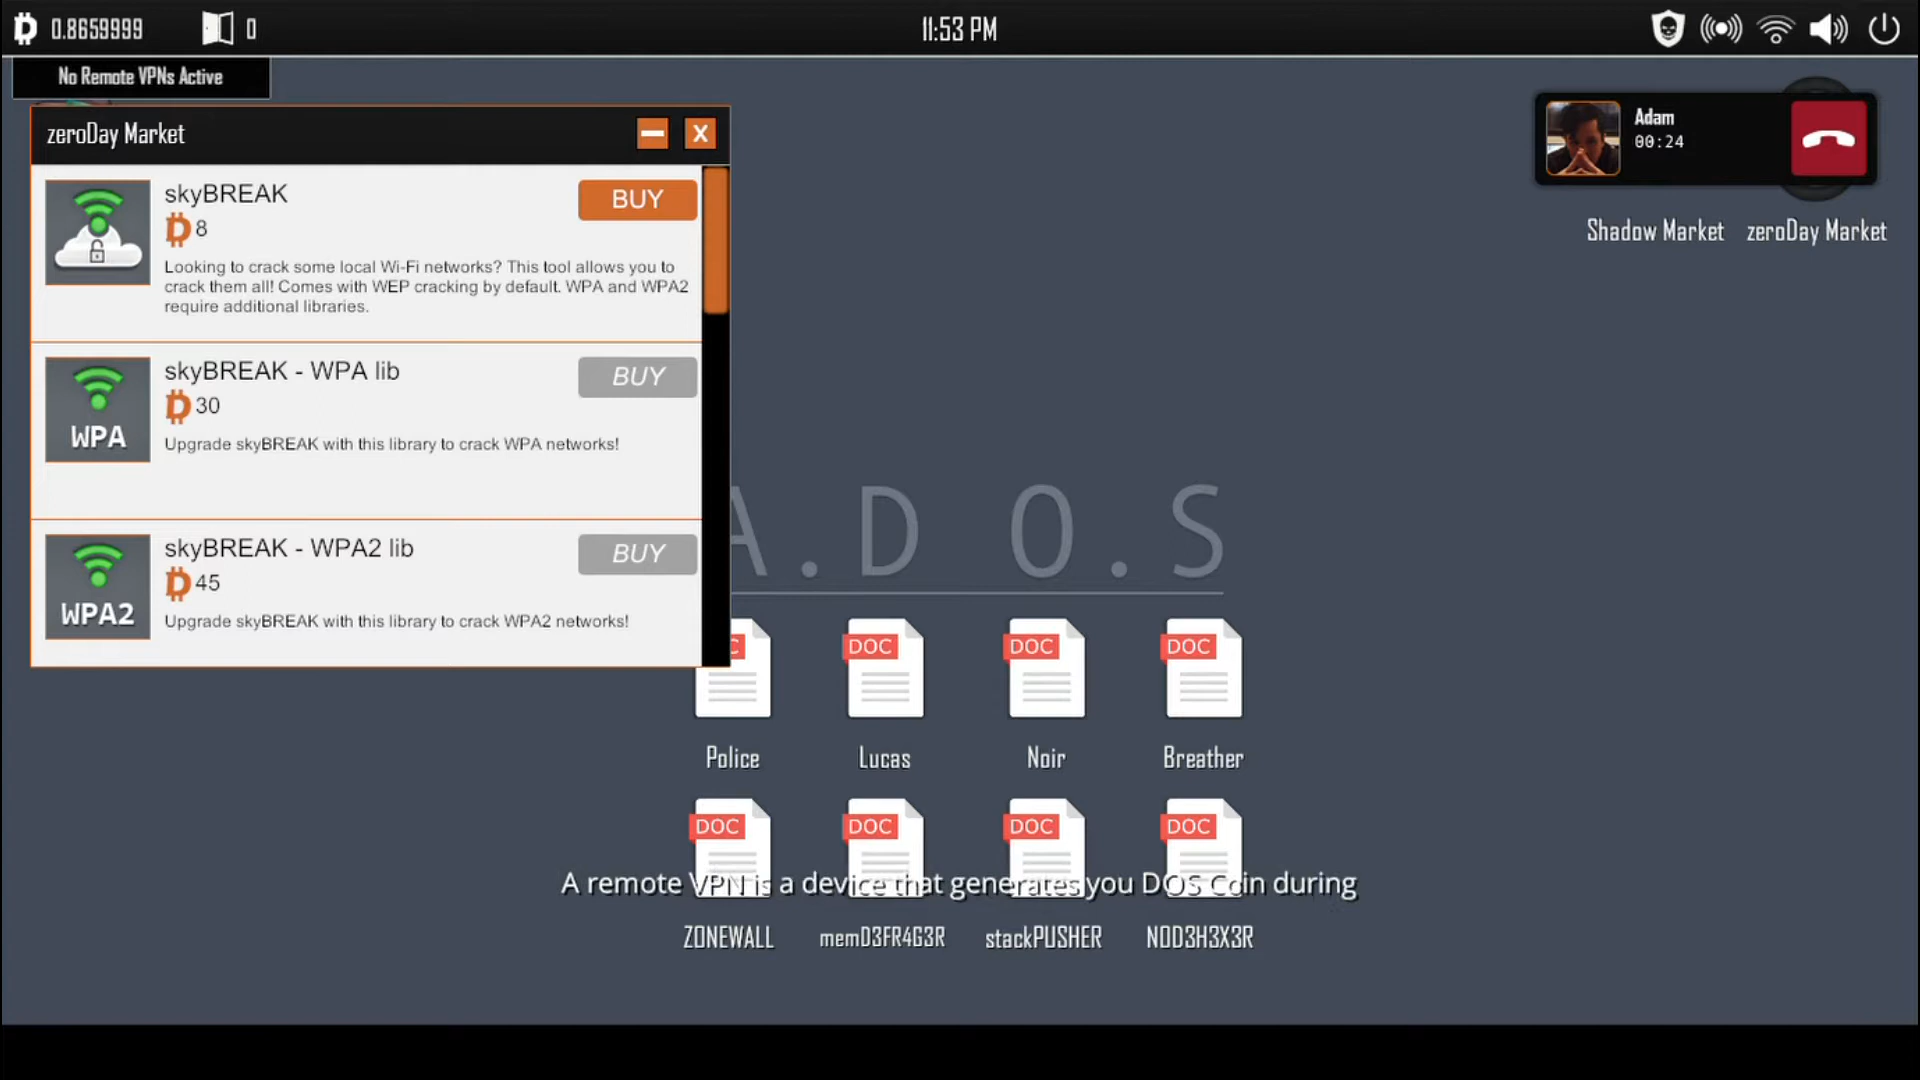 0.8659999
0
11:53 PM
No Remote VPNs Active
zeroDay Market
X
Adam
00:24
Shadow Market
zeroDay Market
skyBREAK
BUY
8
Looking to crack some local Wi-Fi networks? This tool allows you to
crack them all! Comes with WEP cracking by default. WPA and WPA2
require additional libraries.
WPA
skyBREAK - WPA lib
BUY
30
Upgrade skyBREAK with this library to crack WPA networks!
WPA2
skyBREAK - WPA2 lib
BUY
45
Upgrade skyBREAK with this library to crack WPA2 networks!
A.D O.S
DOC
DOC
DOC
Police
Lucas
Noir
Breather
DOC
DOC
DOC
DOC
A remote VPN is a device that generates you DOS Coin during
ZONEWALL
memD3FR4G3R
stackPUSHER
NOD3H3X3R